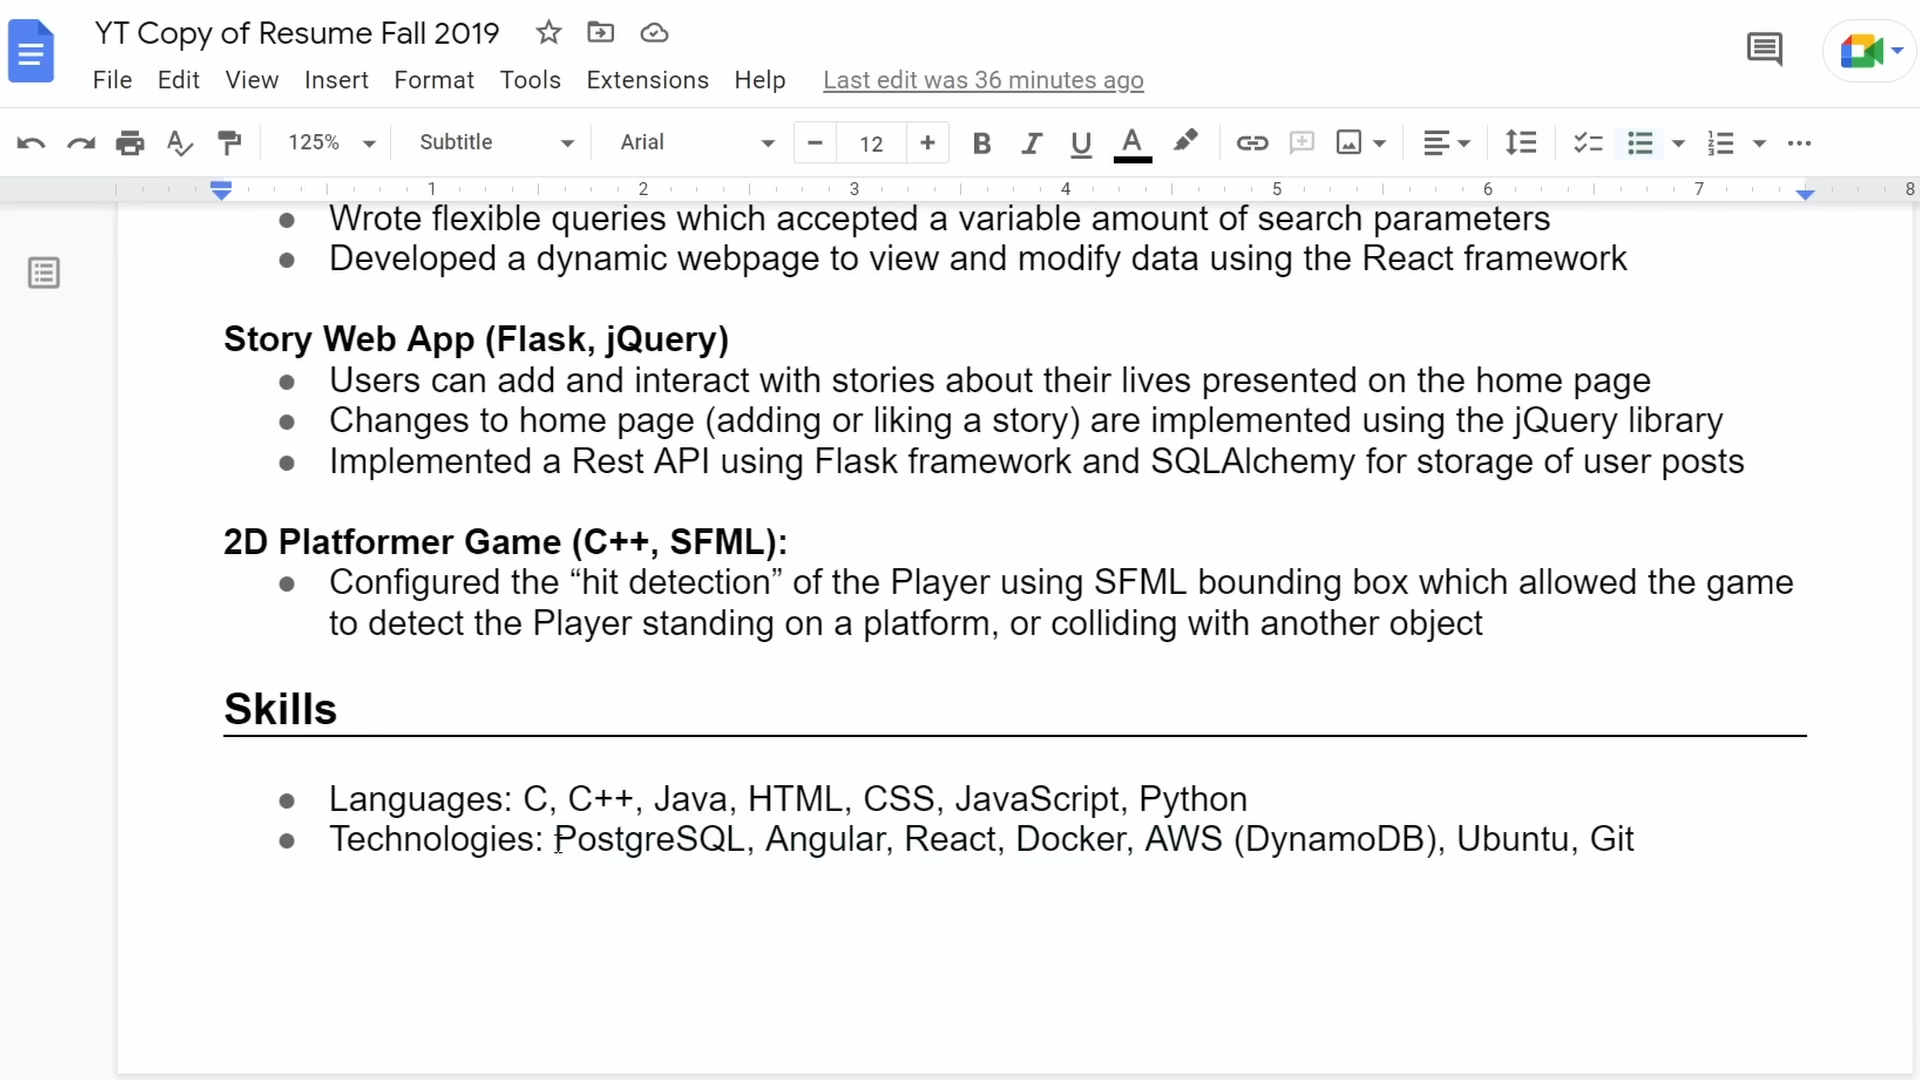 YT Copy of Resume Fall 2019
File Edit View Insert Format Tools Extensions Help Last edit was 36 minutes ago
125% Subtitle Arial 12
1 2 3 4 5 6 7 8
Wrote flexible queries which accepted a variable amount of search parameters
Developed a dynamic webpage to view and modify data using the React framework
Story Web App (Flask, jQuery)
Users can add and interact with stories about their lives presented on the home page
Changes to home page (adding or liking a story) are implemented using the jQuery library
Implemented a Rest API using Flask framework and SQLAlchemy for storage of user posts
2D Platformer Game (C++, SFML):
Configured the “hit detection” of the Player using SFML bounding box which allowed the game
to detect the Player standing on a platform, or colliding with another object
Skills
Languages: C, C++, Java, HTML, CSS, JavaScript, Python
Technologies: PostgreSQL, Angular, React, Docker, AWS (DynamoDB), Ubuntu, Git